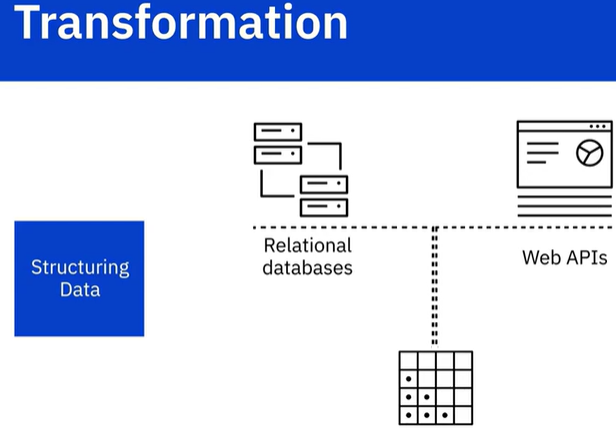 Transformation
Structuring
Data
Relational
databases
Web APIs